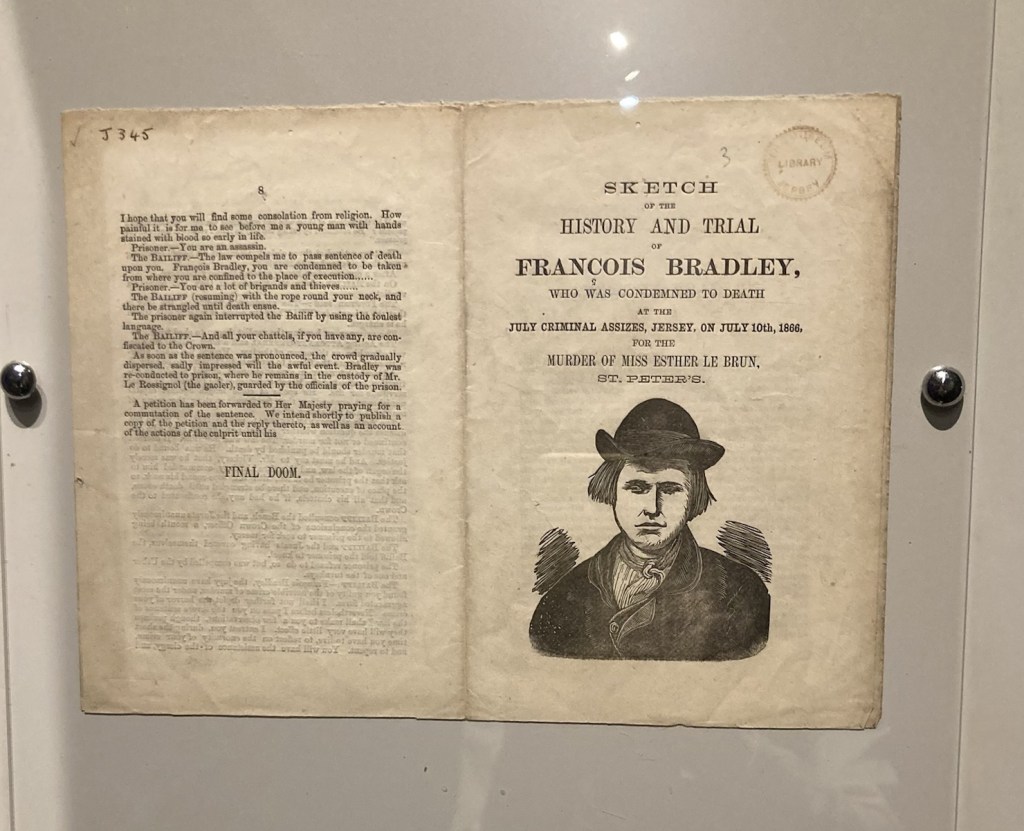 J 345
8
I hope that you will find some consolation from religion. How
painful it is for me to see before me a young man with hands
stained with blood so early in life.
Prisoner.—You are an assassin.
The BAILIFF.—The law compels me to pass sentence of death
upon you. François Bradley, you are condemned to be taken
from where you are confined to the place of execution......
Prisoner.—You are a lot of brigands and thieves......
The BAILIFF (resuming) with the rope round your neck, and
there be strangled until death ensue.
The prisoner again interrupted the Bailiff by using the foulest
language.
The BAILIFF.—And all your chattels, if you have any, are con-
fiscated to the Crown.
As soon as the sentence was pronounced, the crowd gradually
dispersed, sadly impressed will the awful event. Bradley was
re-conducted to prison, where he remains in the custody of Mr.
Le Rossignol (the gaoler), guarded by the officials of the prison.
A petition has been forwarded to Her Majesty praying for a
commutation of the sentence. We intend shortly to publish a
copy of the petition and the reply thereto, as well as an account
of the actions of the culprit until his
FINAL DOOM.
3
LIBRARY
SKETCH
OF THE
HISTORY AND TRIAL
OF
FRANÇOIS BRADLEY,
WHO WAS CONDEMNED TO DEATH
AT THE
JULY CRIMINAL ASSIZES, JERSEY, ON JULY 10th, 1866,
FOR THE
MURDER OF MISS ESTHER LE BRUN,
ST. PETER'S.